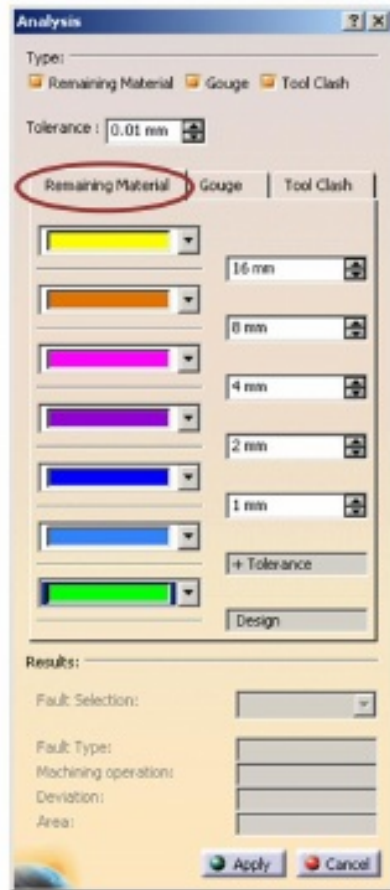 Analysis
Type:
Remaining Material Gouge Tool Clash
Tolerance : 0.01 mm
Remaining Material Gouge Tool Clash
16 mm
8 mm
4 mm
2 mm
1 mm
+ Tolerance
Design
Results:
Fault Selection:
Fault Type:
Machining operation:
Deviation:
Area:
Apply Cancel